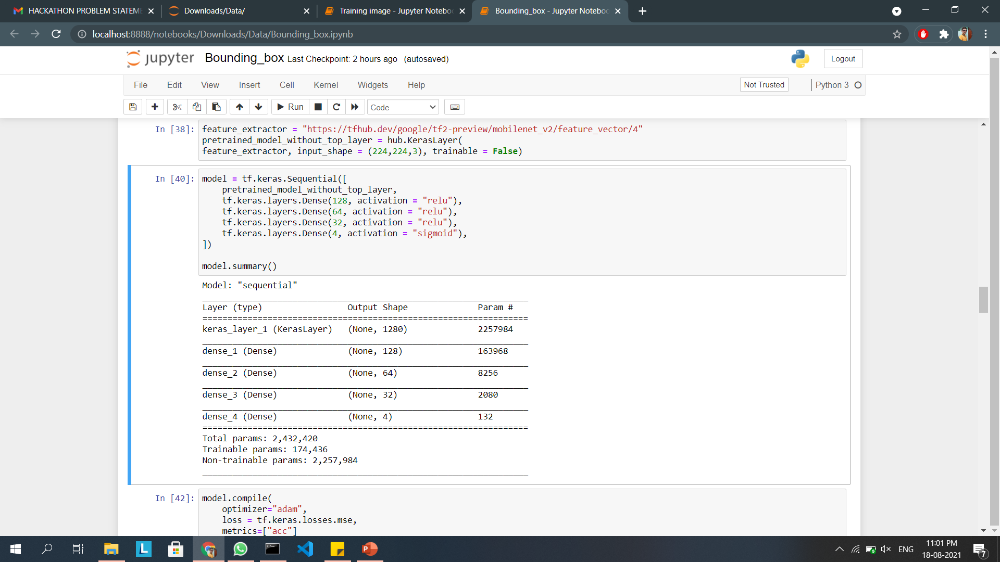 HACKATHON PROBLEM STATEME
Downloads/Data/
Training image - Jupyter Noteboo
Bounding_box - Jupyter Noteboo
localhost:8888/notebooks/Downloads/Data/Bounding_box.ipynb
jupyter Bounding_box Last Checkpoint: 2 hours ago (autosaved)
Logout
File Edit View Insert Cell Kernel Widgets Help
Not Trusted
Python 3
Run
Code
In [38]: feature_extractor = "https://tfhub.dev/google/tf2-preview/mobilenet_v2/feature_vector/4"
pretrained_model_without_top_layer = hub.KerasLayer(
feature_extractor, input_shape = (224,224,3), trainable = False)
In [40]: model = tf.keras.Sequential([
    pretrained_model_without_top_layer,
    tf.keras.layers.Dense(128, activation = "relu"),
    tf.keras.layers.Dense(64, activation = "relu"),
    tf.keras.layers.Dense(32, activation = "relu"),
    tf.keras.layers.Dense(4, activation = "sigmoid"),
])
model.summary()
Model: "sequential"
Layer (type) Output Shape Param #
keras_layer_1 (KerasLayer) (None, 1280) 2257984
dense_1 (Dense) (None, 128) 163968
dense_2 (Dense) (None, 64) 8256
dense_3 (Dense) (None, 32) 2080
dense_4 (Dense) (None, 4) 132
Total params: 2,432,420
Trainable params: 174,436
Non-trainable params: 2,257,984
In [42]: model.compile(
    optimizer="adam",
    loss = tf.keras.losses.mse,
    metrics=["acc"]
L
P
ENG
11:01 PM
18-08-2021
7